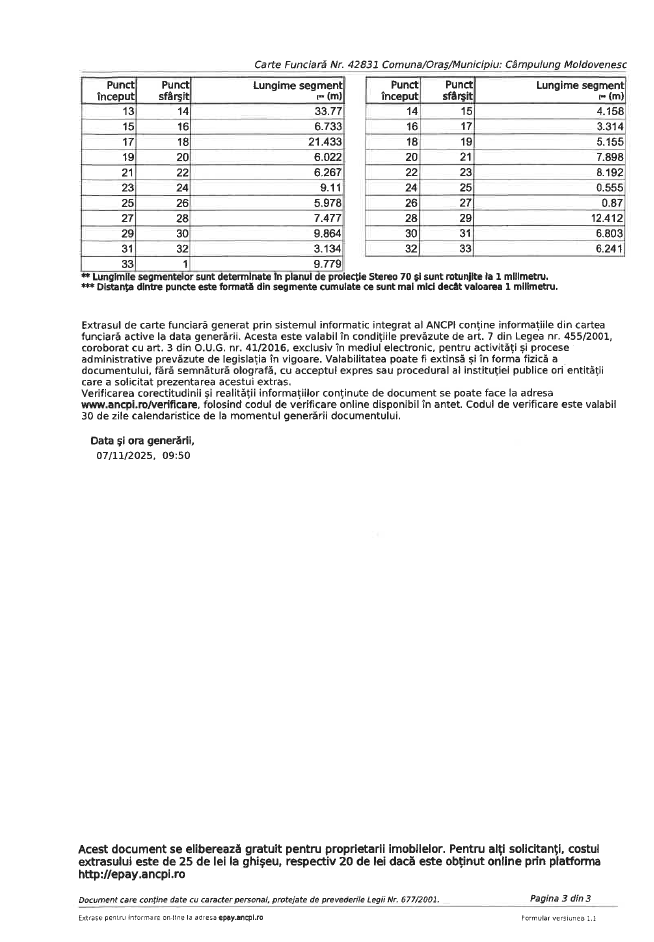 Carte Funciară Nr. 42831 Comuna/Oraș/Municipiu: Câmpulung Moldovenesc
Punct început Punct sfârșit Lungime segment (m) Punct început Punct sfârșit Lungime segment (m)
13 14 33.77 14 15 4.158
15 16 6.733 16 17 3.314
17 18 21.433 18 19 5.155
19 20 6.022 20 21 7.898
21 22 6.267 22 23 8.192
23 24 9.11 24 25 0.555
25 26 5.978 26 27 0.87
27 28 7.477 28 29 12.412
29 30 9.864 30 31 6.803
31 32 3.134 32 33 6.241
33 1 9.779
** Lungimile segmentelor sunt determinate în planul de proiecție Stereo 70 și sunt rotunjite la 1 milimetru.
*** Distanța dintre puncte este formată din segmente cumulate ce sunt mai mici decât valoarea 1 milimetru.
Extrasul de carte funciară generat prin sistemul informatic integrat al ANCPI conține informațiile din cartea
funciară active la data generării. Acesta este valabil în condițiile prevăzute de art. 7 din Legea nr. 455/2001,
coroborat cu art. 3 din O.U.G. nr. 41/2016, exclusiv în mediul electronic, pentru activități și procese
administrative prevăzute de legislația în vigoare. Valabilitatea poate fi extinsă și în forma fizică a
documentului, fără semnătură olografă, cu acceptul expres sau procedural al instituției publice ori entității
care a solicitat prezentarea acestui extras.
Verificarea corectitudinii și realității informațiilor conținute de document se poate face la adresa
www.ancpi.ro/verificare, folosind codul de verificare online disponibil în antet. Codul de verificare este valabil
30 de zile calendaristice de la momentul generării documentului.
Data și ora generării,
07/11/2025, 09:50
Acest document se eliberează gratuit pentru proprietarii imobilelor. Pentru alți solicitanți, costul
extrasului este de 25 de lei la ghișeu, respectiv 20 de lei dacă este obținut online prin platforma
http://epay.ancpi.ro
Document care conține date cu caracter personal, protejate de prevederile Legii Nr. 677/2001. Pagina 3 din 3
Extrase pentru informare on-line la adresa epay.ancpi.ro Formular versiunea 1.1